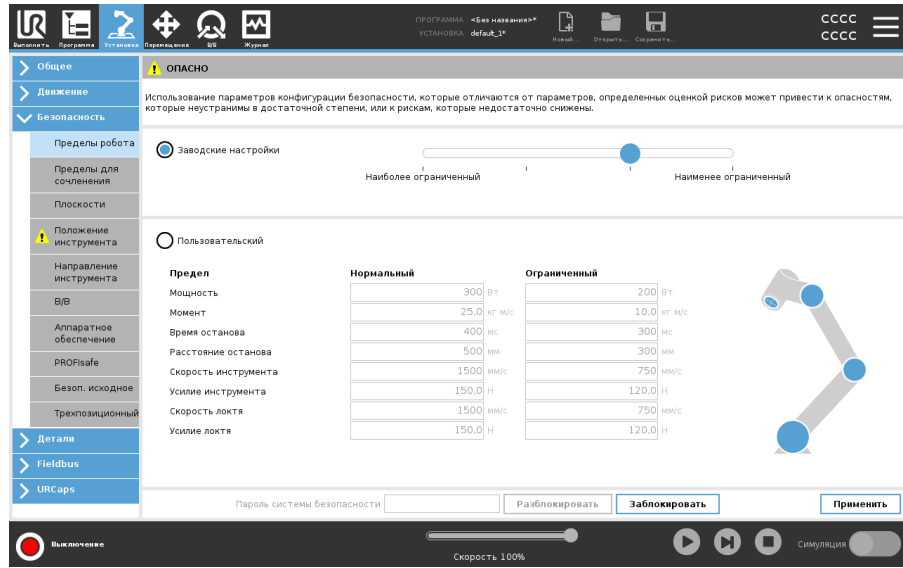 ПРОГРАММА <Без названия>*
УСТАНОВКА default_1*
Выполнить Программа Установка Перемещение В/В Журнал
Новый... Открыть... Сохранить...
cccc
cccc
Общее
Движение
Безопасность
Пределы робота
Пределы для
сочленения
Плоскости
Положение
инструмента
Направление
инструмента
В/В
Аппаратное
обеспечение
PROFIsafe
Безоп. исходное
Трехпозиционный
Детали
Fieldbus
URCaps
ОПАСНО
Использование параметров конфигурации безопасности, которые отличаются от параметров, определенных оценкой рисков может привести к опасностям,
которые неустранимы в достаточной степени, или к рискам, которые недостаточно снижены.
Заводские настройки
Наиболее ограниченный Наименее ограниченный
Пользовательский
Предел Нормальный Ограниченный
Мощность 300 Вт 200 Вт
Момент 25,0 кг м/с 10,0 кг м/с
Время останова 400 мс 300 мс
Расстояние останова 500 мм 300 мм
Скорость инструмента 1500 мм/с 750 мм/с
Усилие инструмента 150,0 Н 120,0 Н
Скорость локтя 1500 мм/с 750 мм/с
Усилие локтя 150,0 Н 120,0 Н
Пароль системы безопасности Разблокировать Заблокировать Применить
Выключение
Скорость 100%
Симуляция